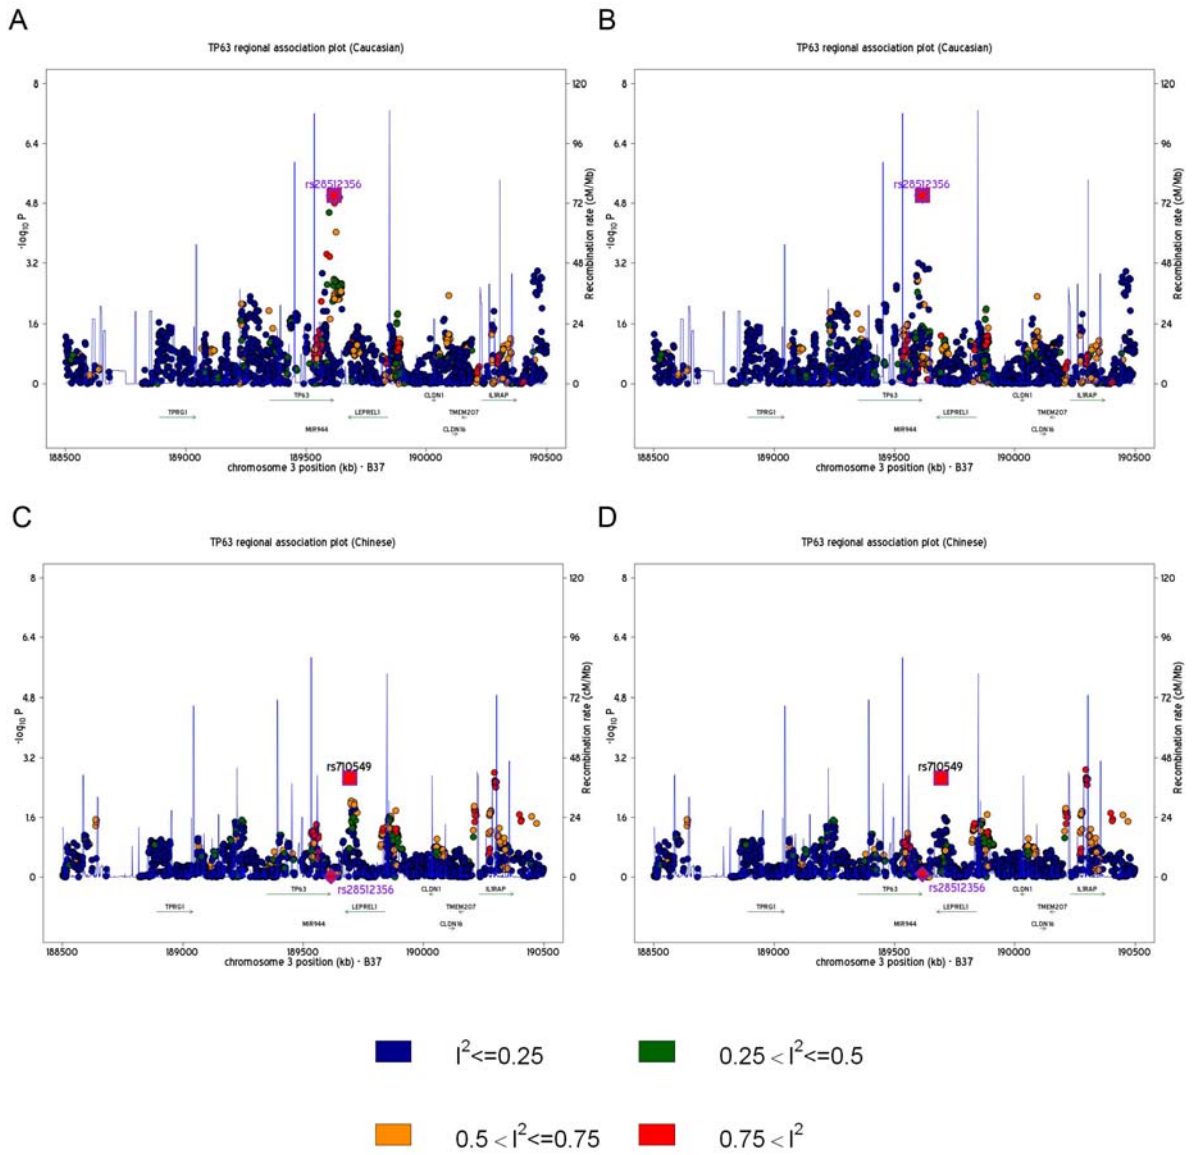 A
B
TP63 regional association plot (Caucasian)
TP63 regional association plot (Caucasian)
8
6.4
4.8
3.2
1.6
0
-log10 P
120
96
72
48
24
0
Recombination rate (cM/Mb)
rs28512356
TP63
CLDN1
IL1RAP
TPRG1
LEPREL1
TMEM207
MIR944
CLDN16
188500
189000
189500
190000
190500
chromosome 3 position (kb) - B37
8
6.4
4.8
3.2
1.6
0
-log10 P
120
96
72
48
24
0
Recombination rate (cM/Mb)
rs28512356
TP63
CLDN1
IL1RAP
TPRG1
LEPREL1
TMEM207
MIR944
CLDN16
188500
189000
189500
190000
190500
chromosome 3 position (kb) - B37
C
D
TP63 regional association plot (Chinese)
TP63 regional association plot (Chinese)
8
6.4
4.8
3.2
1.6
0
-log10 P
120
96
72
48
24
0
Recombination rate (cM/Mb)
rs710549
rs28512356
TP63
CLDN1
IL1RAP
TPRG1
LEPREL1
TMEM207
MIR944
CLDN16
188500
189000
189500
190000
190500
chromosome 3 position (kb) - B37
8
6.4
4.8
3.2
1.6
0
-log10 P
120
96
72
48
24
0
Recombination rate (cM/Mb)
rs710549
rs28512356
TP63
CLDN1
IL1RAP
TPRG1
LEPREL1
TMEM207
MIR944
CLDN16
188500
189000
189500
190000
190500
chromosome 3 position (kb) - B37
I²<=0.25
0.25 < I²<=0.5
0.5 < I²<=0.75
0.75 < I²